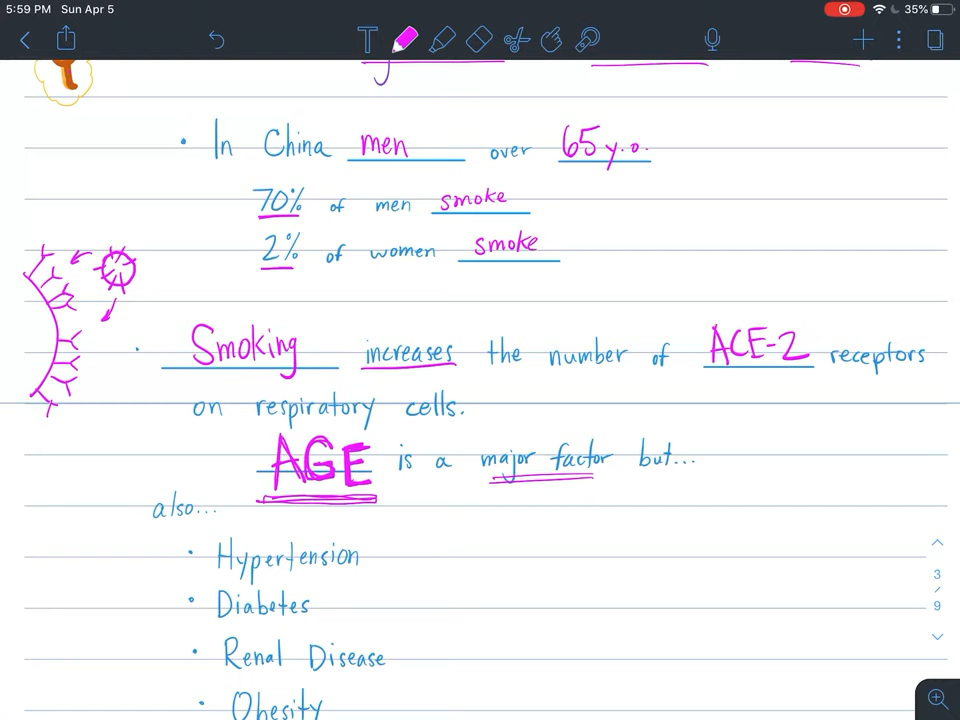 5:59 PM Sun Apr 5
35%
T
• In China men over 65 y.o.
70% of men smoke
2% of women smoke
• Smoking increases the number of ACE-2 receptors
on respiratory cells.
AGE is a major factor but...
also...
• Hypertension
• Diabetes
• Renal Disease
• Obesity
3
/
9